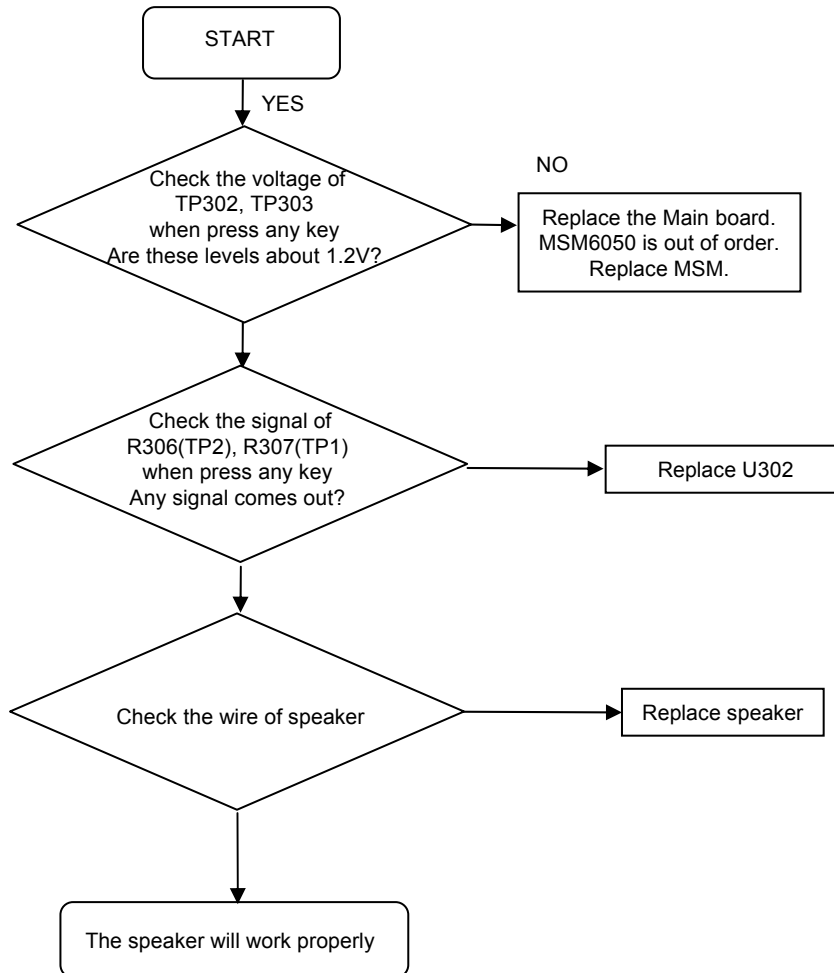 START
YES
Check the voltage of
TP302, TP303
when press any key
Are these levels about 1.2V?
NO
Replace the Main board.
MSM6050 is out of order.
Replace MSM.
Check the signal of
R306(TP2), R307(TP1)
when press any key
Any signal comes out?
Replace U302
Check the wire of speaker
Replace speaker
The speaker will work properly